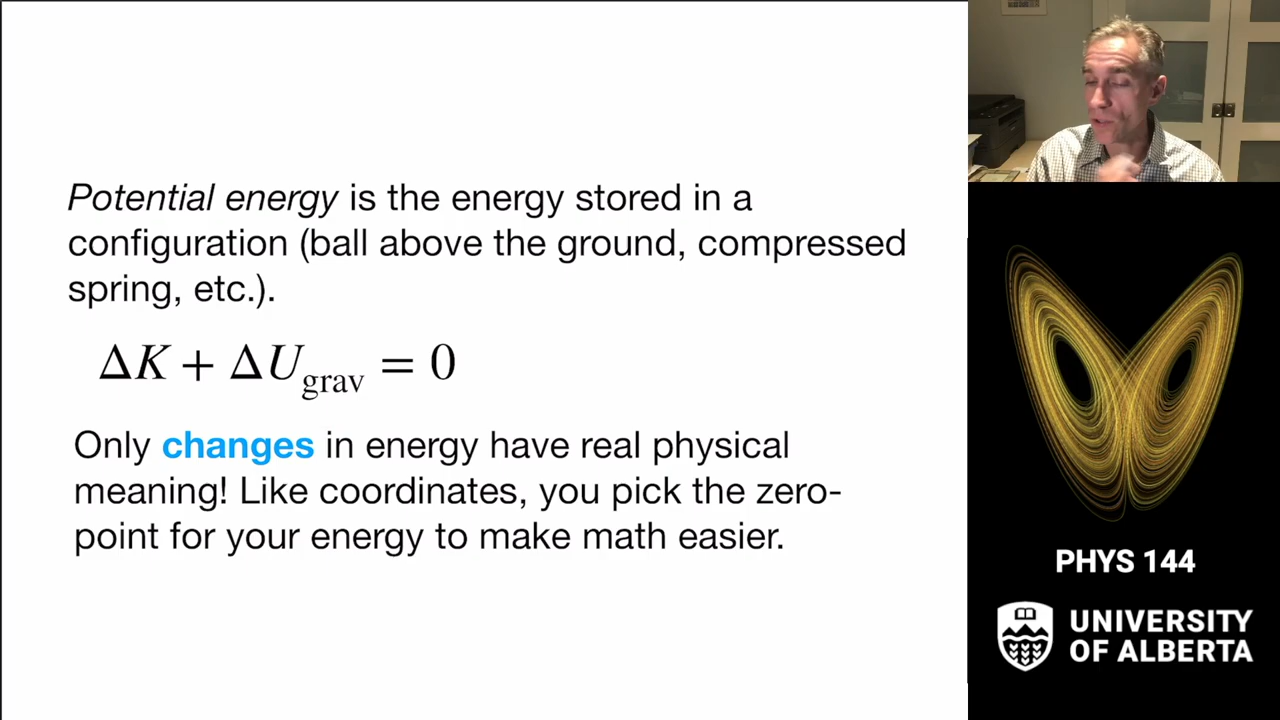 Potential energy is the energy stored in a
configuration (ball above the ground, compressed
spring, etc.).
ΔK + ΔU_grav = 0
Only changes in energy have real physical
meaning! Like coordinates, you pick the zero-
point for your energy to make math easier.
PHYS 144
UNIVERSITY
OF ALBERTA